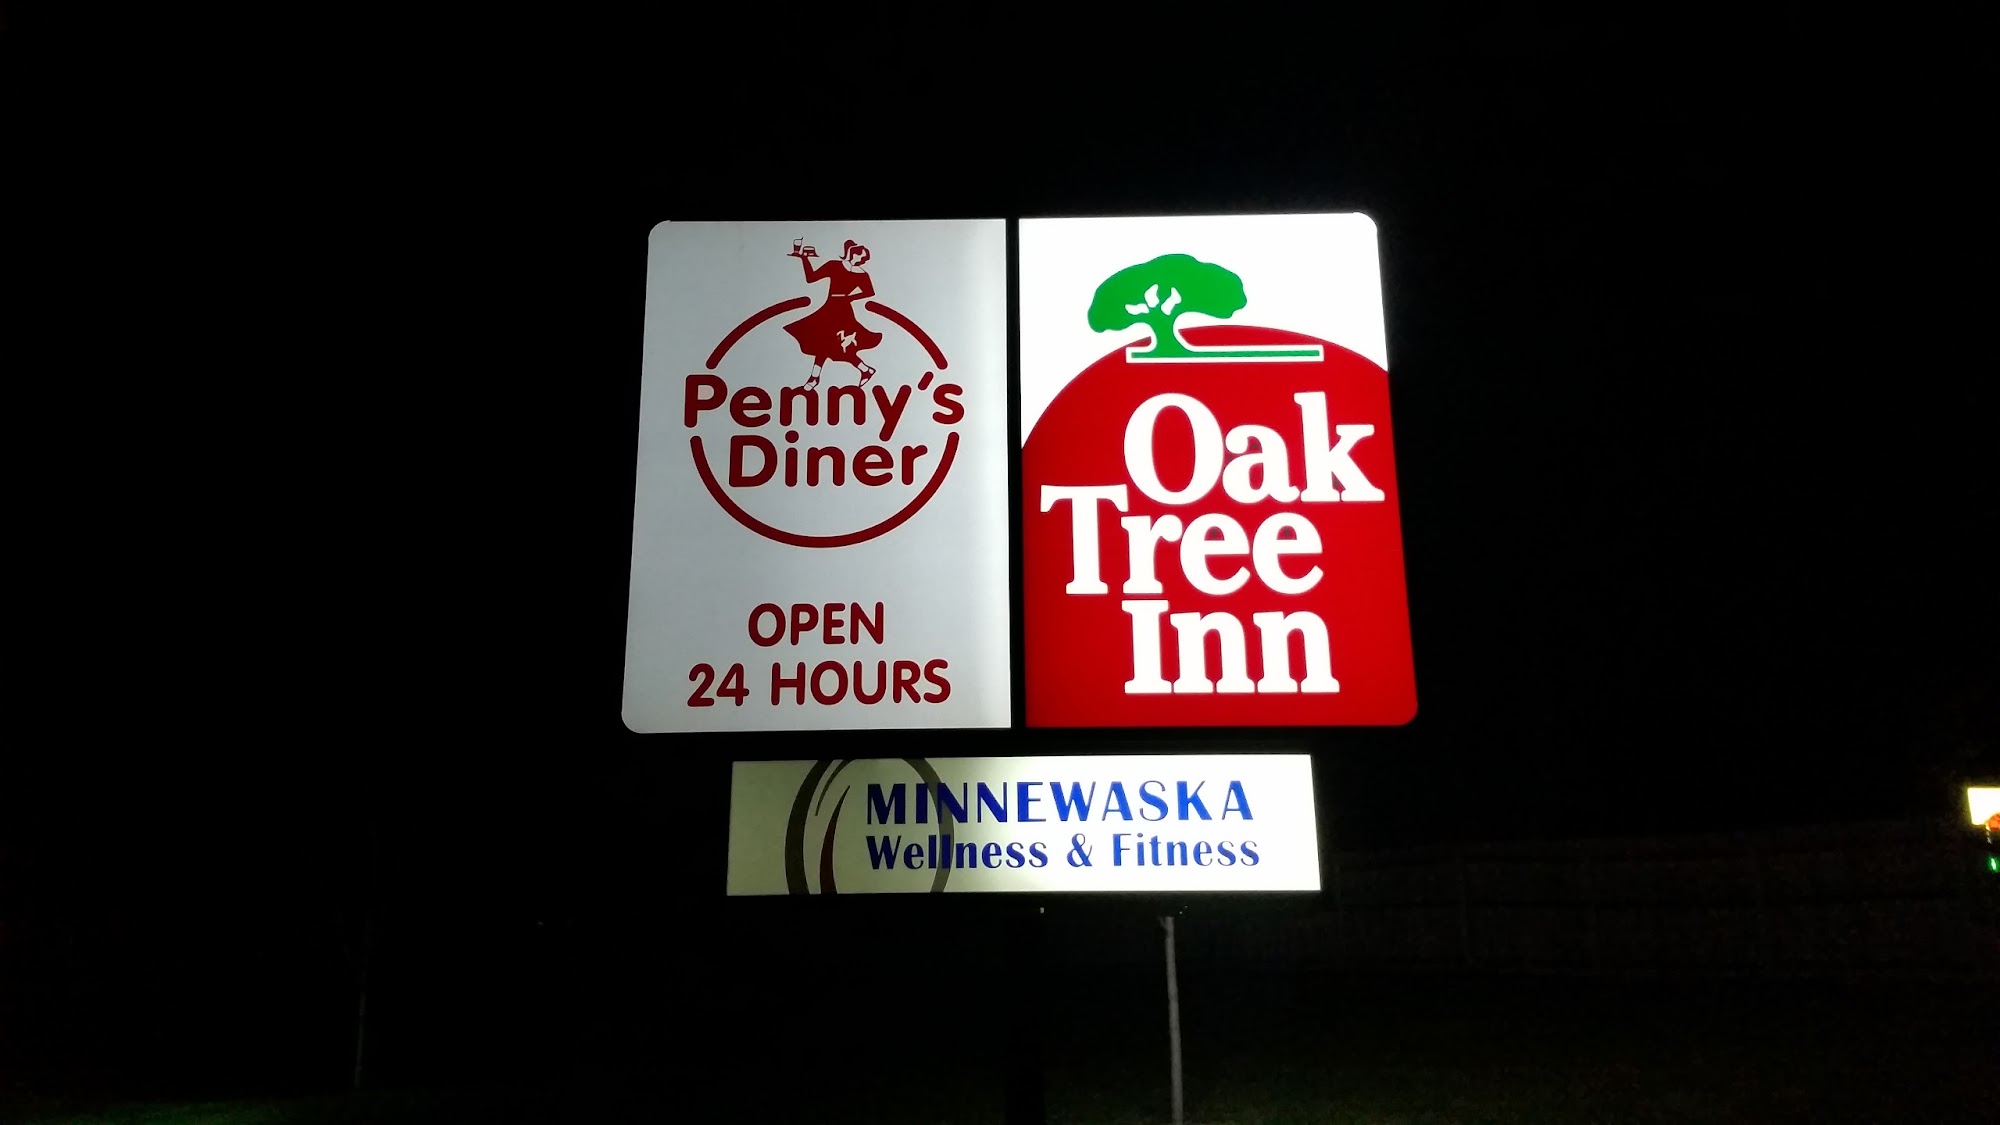 Penny's
Diner
OPEN
24 HOURS
Oak
Tree
Inn
MINNEWASKA
Wellness & Fitness